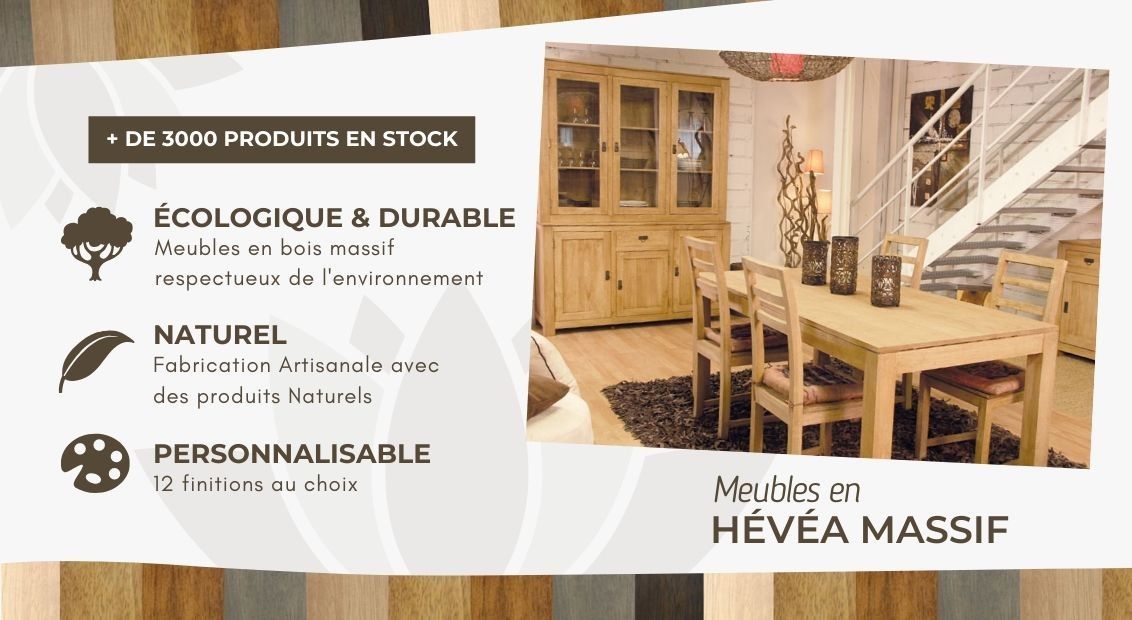 + DE 3000 PRODUITS EN STOCK
ÉCOLOGIQUE & DURABLE
Meubles en bois massif
respectueux de l'environnement
NATUREL
Fabrication Artisanale avec
des produits Naturels
PERSONNALISABLE
12 finitions au choix
Meubles en
HÉVÉA MASSIF